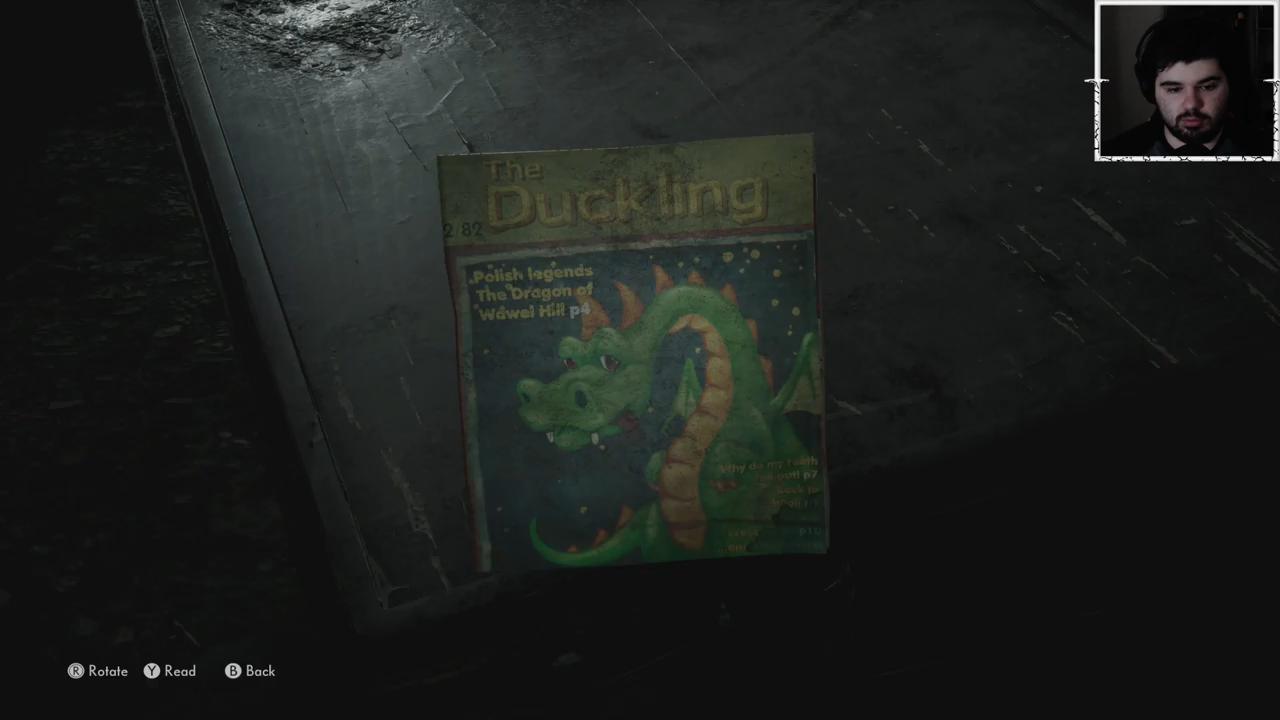 The
Duckling
2/82
Polish legends
The Dragon of
Wawel Hill p4
Why do my teeth
fall out! p7
p10
Rotate
Y Read
B Back
R